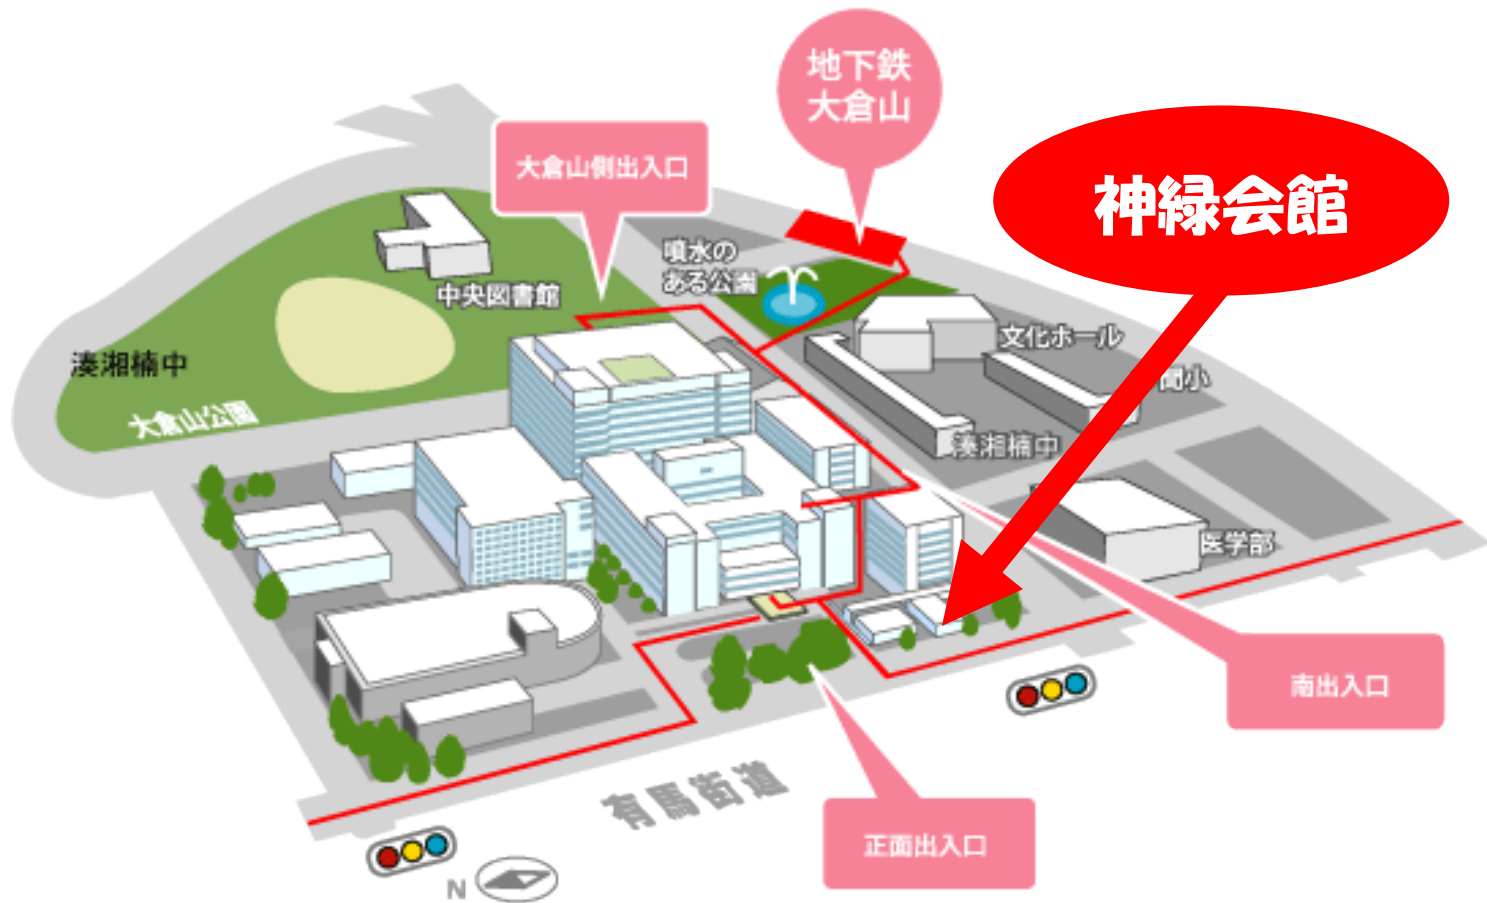 地下鉄
大倉山
大倉山側出入口
神緑会館
噴水の
ある公園
中央図書館
文化ホール
湊湘楠中
大倉山公園
湊湘楠中
医学部
南出入口
有馬街道
正面出入口
N